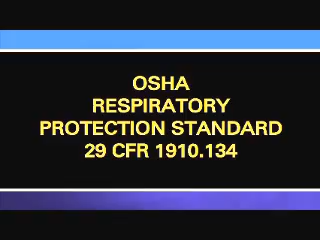 OSHA
RESPIRATORY
PROTECTION STANDARD
29 CFR 1910.134